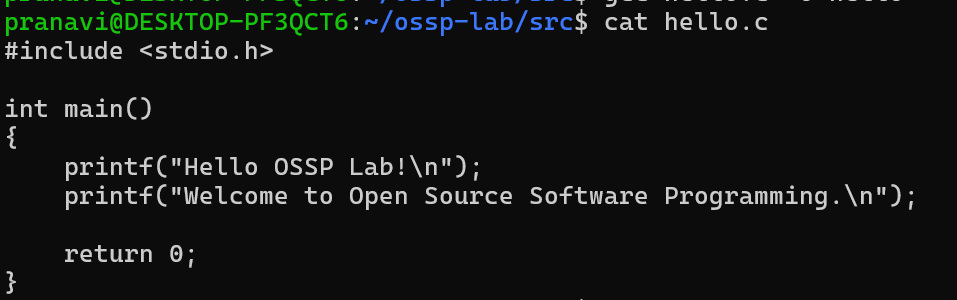 pranavi@DESKTOP-PF3QCT6:~/ossp-lab/src$ cat hello.c
#include <stdio.h>
int main()
{
    printf("Hello OSSP Lab!\n");
    printf("Welcome to Open Source Software Programming.\n");
    return 0;
}